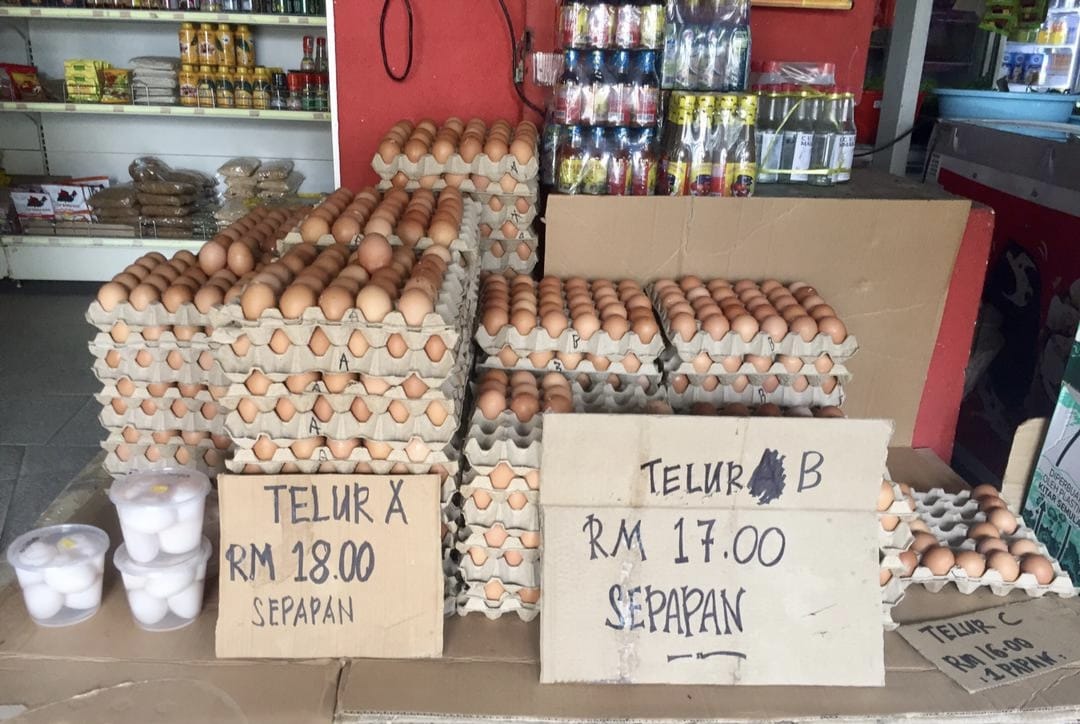 A
A
A
A
A
A
B
B
B
TELUR A
RM 18.00
SEPAPAN
TELUR B
RM 17.00
SEPAPAN
TELUR C
RM 16.00
1 PAPAN